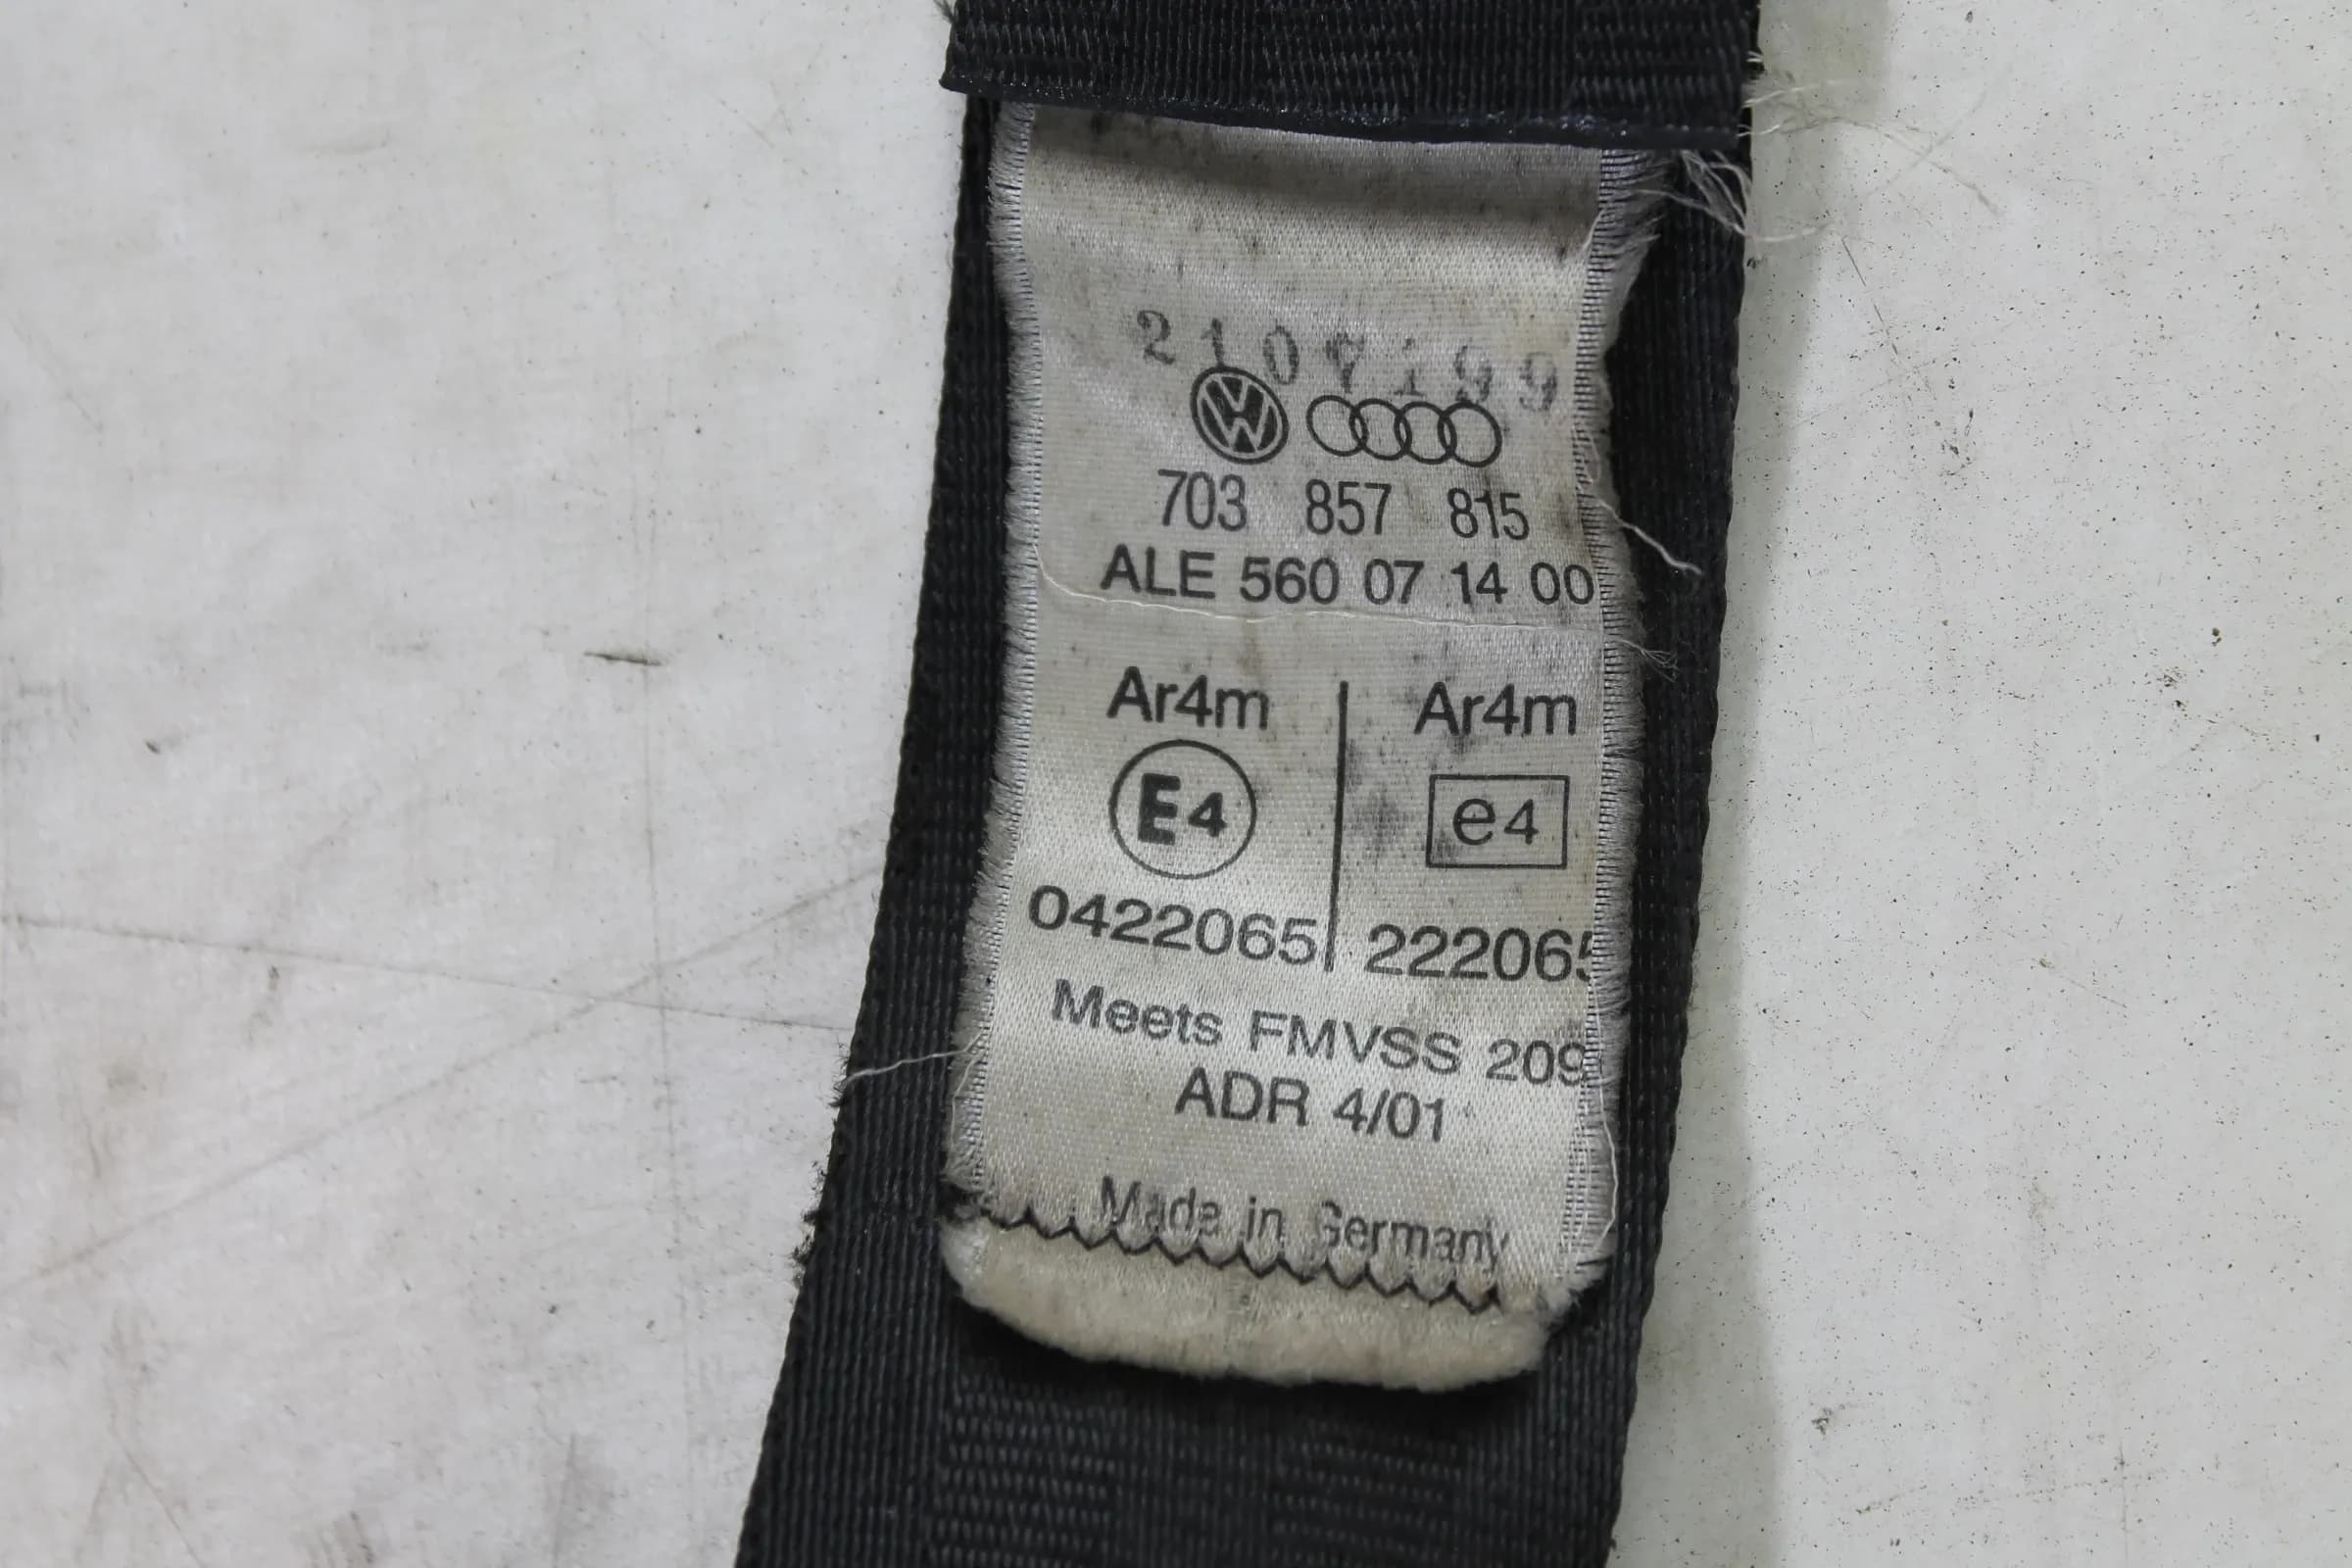 2107199
703 857 815
ALE 560 07 14 00
Ar4m Ar4m
E4 e4
0422065 222065
Meets FMVSS 209
ADR 4/01
Made in Germany